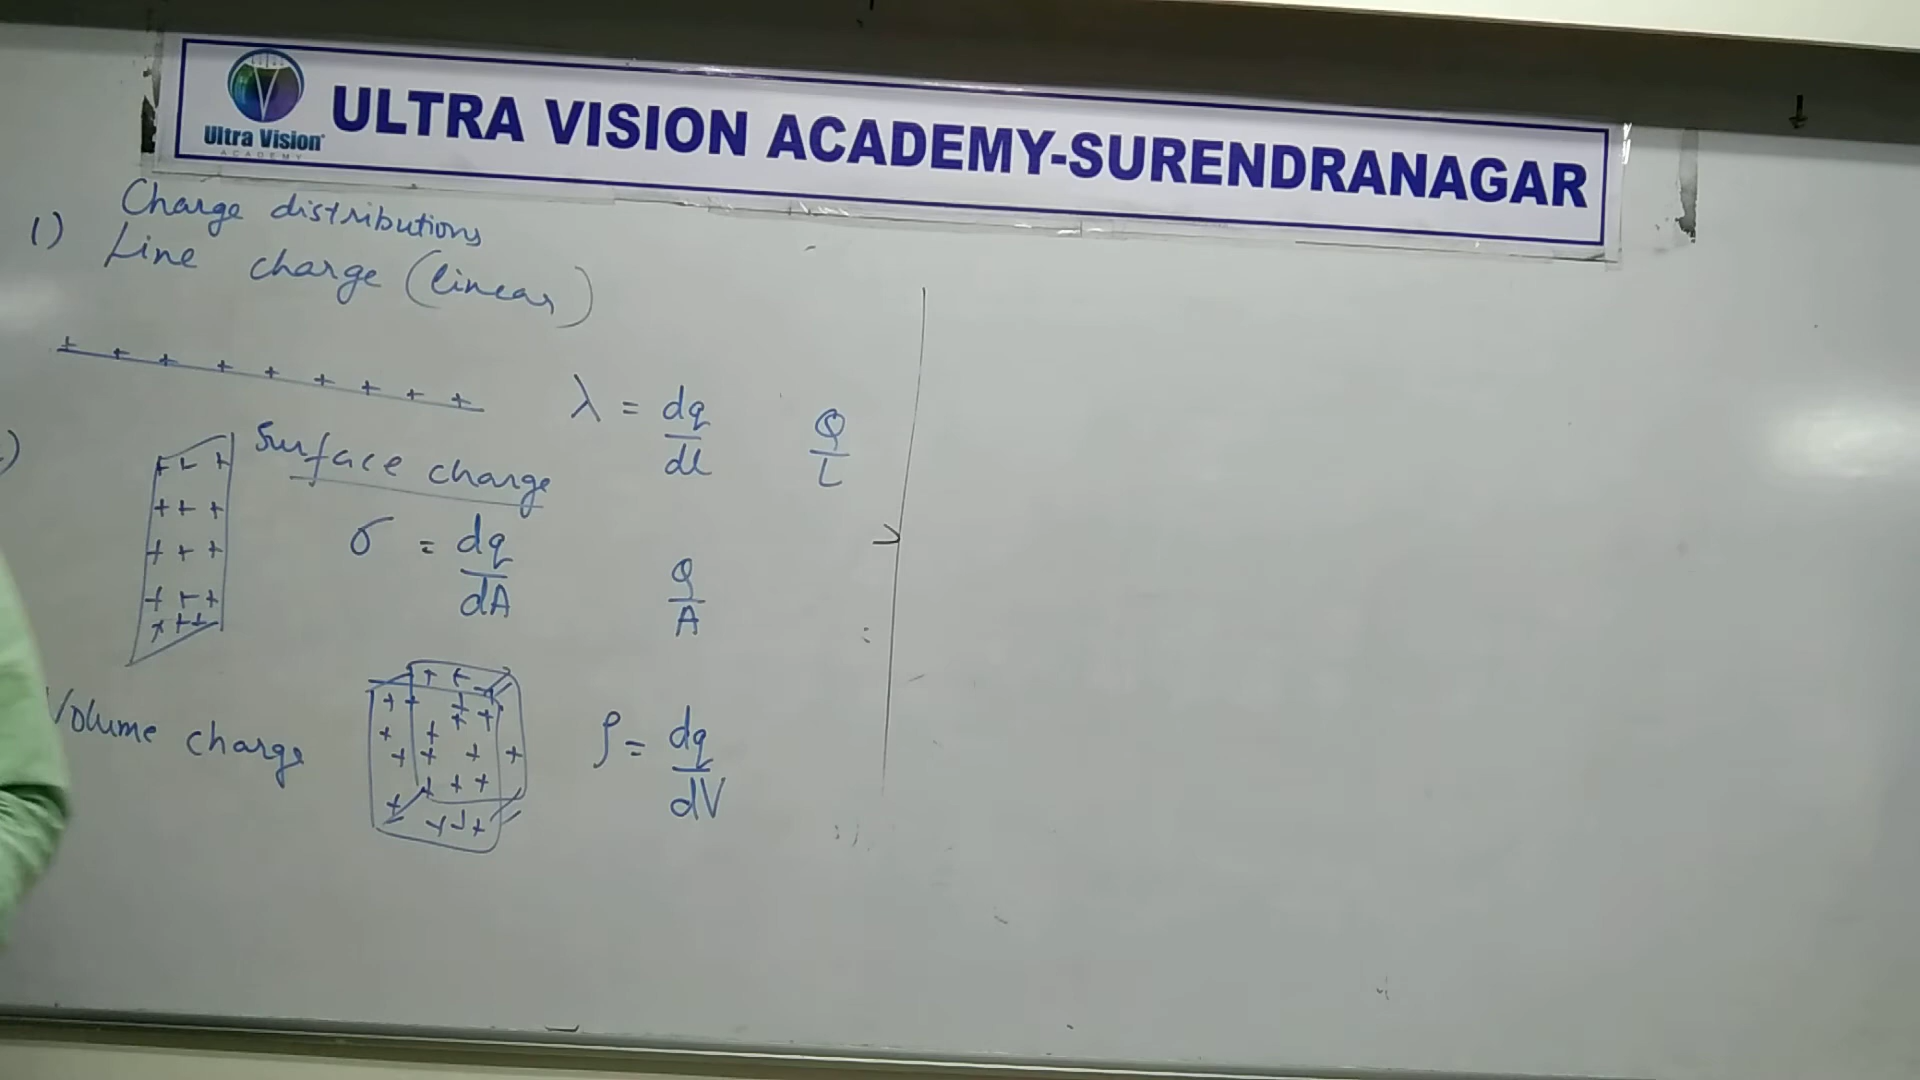 Ultra Vision
ACADEMY
ULTRA VISION ACADEMY-SURENDRANAGAR
Charge distributions
1) Line charge (linear)
+ + + + + + + + +
λ = dq/dl Q/L
) Surface charge
+ + +
+ + +
+ + +
+ + +
+ + +
σ = dq/dA Q/A
Volume charge
ρ = dq/dV